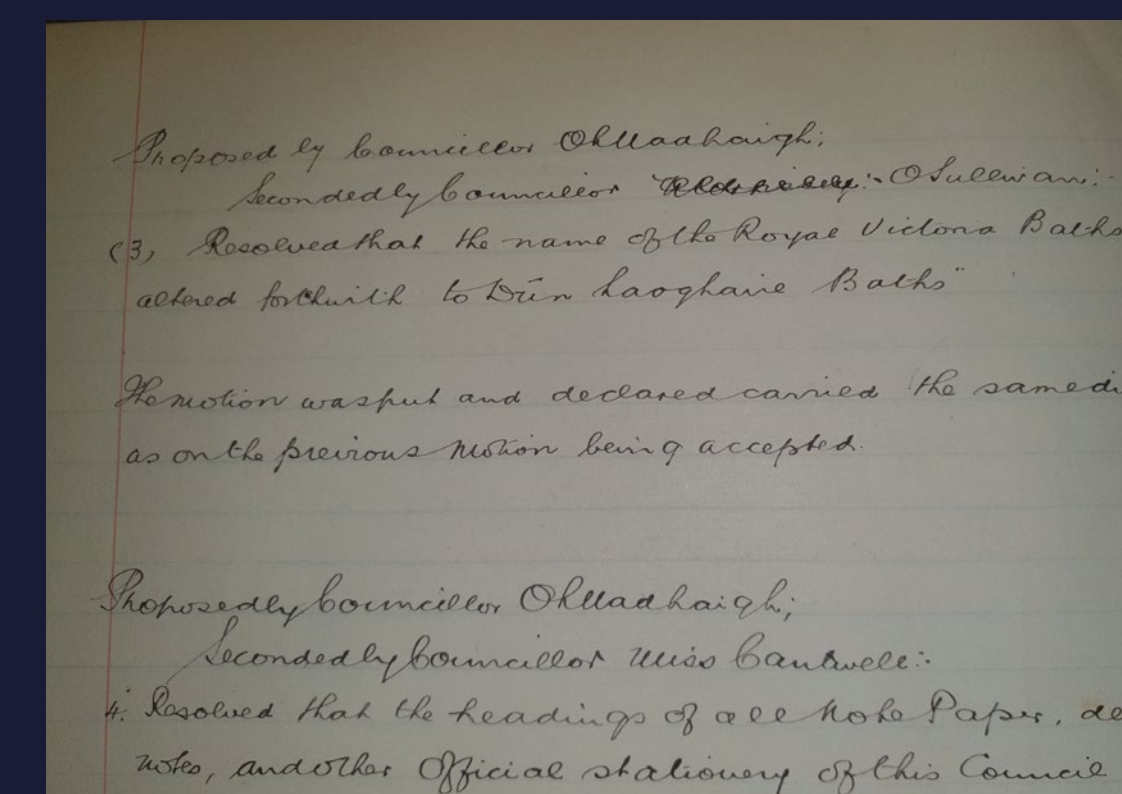 Proposed by Councillor OhUadhaigh;
Seconded by Councillor :- O Sullivan:-
(3) Resolved that the name of the Royal Victoria Baths
altered forthwith to Dún Laoghaire Baths"
The motion was put and declared carried the same di
as on the previous motion being accepted.
Proposed by Councillor OhUadhaigh;
Seconded by Councillor Miss Cantwell:-
4. Resolved that the headings of all Note Paper, de
notes, and other Official stationery of this Council